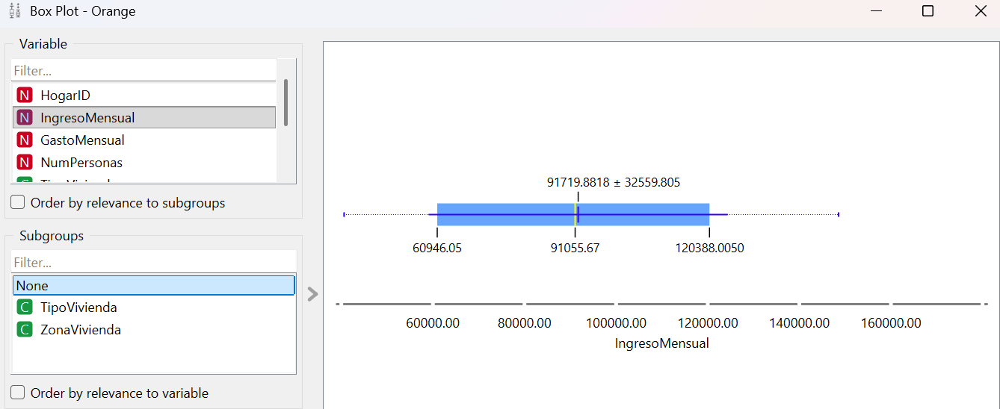 Box Plot - Orange
Variable
Filter...
N HogarID
N IngresoMensual
N GastoMensual
N NumPersonas
Order by relevance to subgroups
Subgroups
Filter...
None
C TipoVivienda
C ZonaVivienda
Order by relevance to variable
91719.8818 ± 32559.805
60946.05 91055.67 120388.0050
60000.00 80000.00 100000.00 120000.00 140000.00 160000.00
IngresoMensual